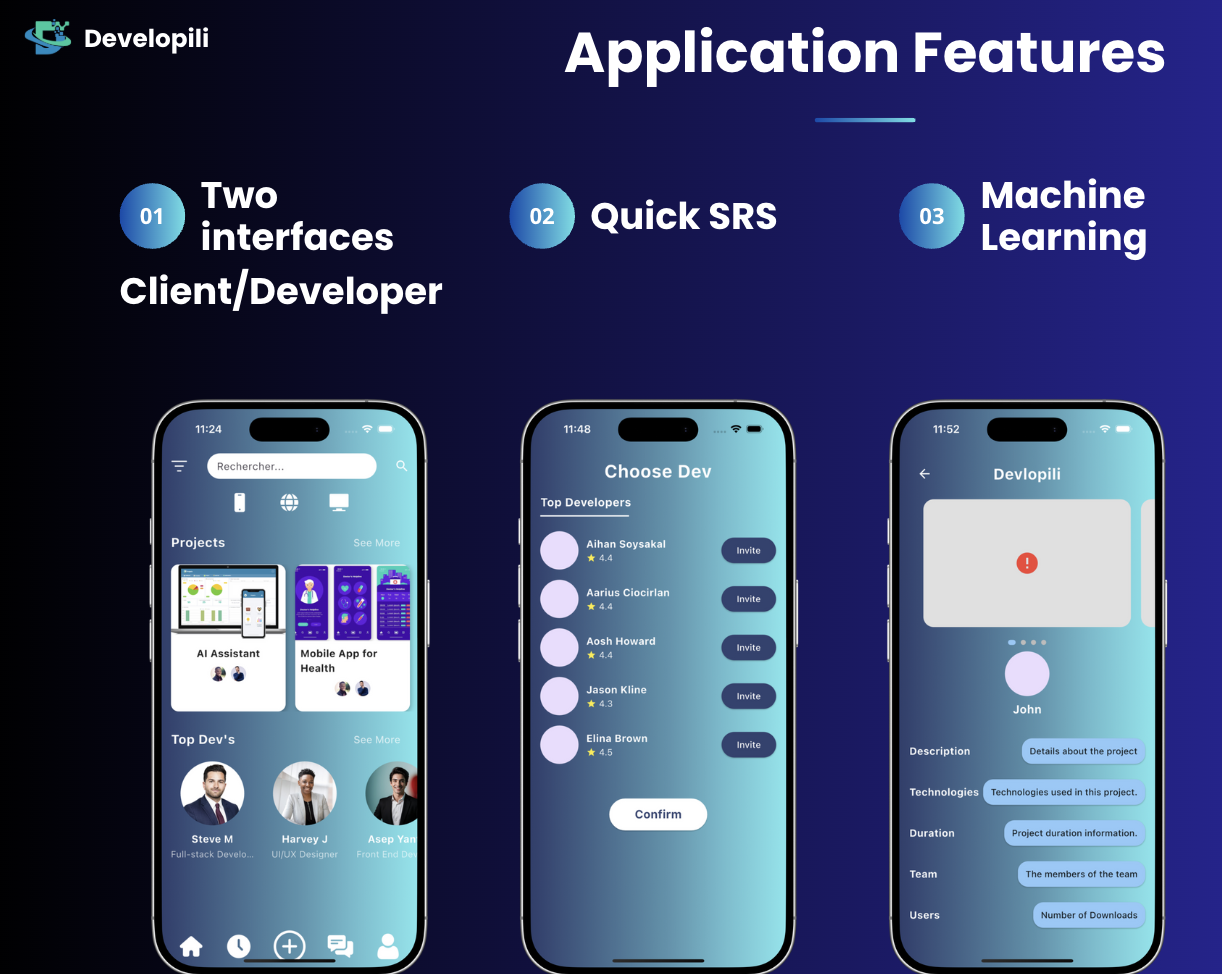 Developili
Application Features
01
Two
interfaces
Client/Developer
02
Quick SRS
03
Machine
Learning
11:24
Rechercher...
Projects
See More
AI Assistant
Mobile App for
Health
Top Dev's
See More
Steve M
Full-stack Develo...
Harvey J
UI/UX Designer
Asep Yan
Front End Dev
11:48
Choose Dev
Top Developers
Aihan Soysakal
4.4
Invite
Aarius Ciocirlan
4.4
Invite
Aosh Howard
4.4
Invite
Jason Kline
4.3
Invite
Elina Brown
4.5
Invite
Confirm
11:52
Devlopili
John
Description
Details about the project
Technologies
Technologies used in this project.
Duration
Project duration information.
Team
The members of the team
Users
Number of Downloads